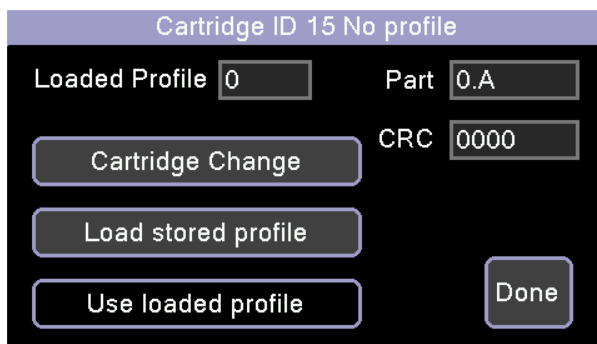 Cartridge ID 15 No profile
Loaded Profile 0 Part 0.A
CRC 0000
Cartridge Change
Load stored profile
Use loaded profile
Done